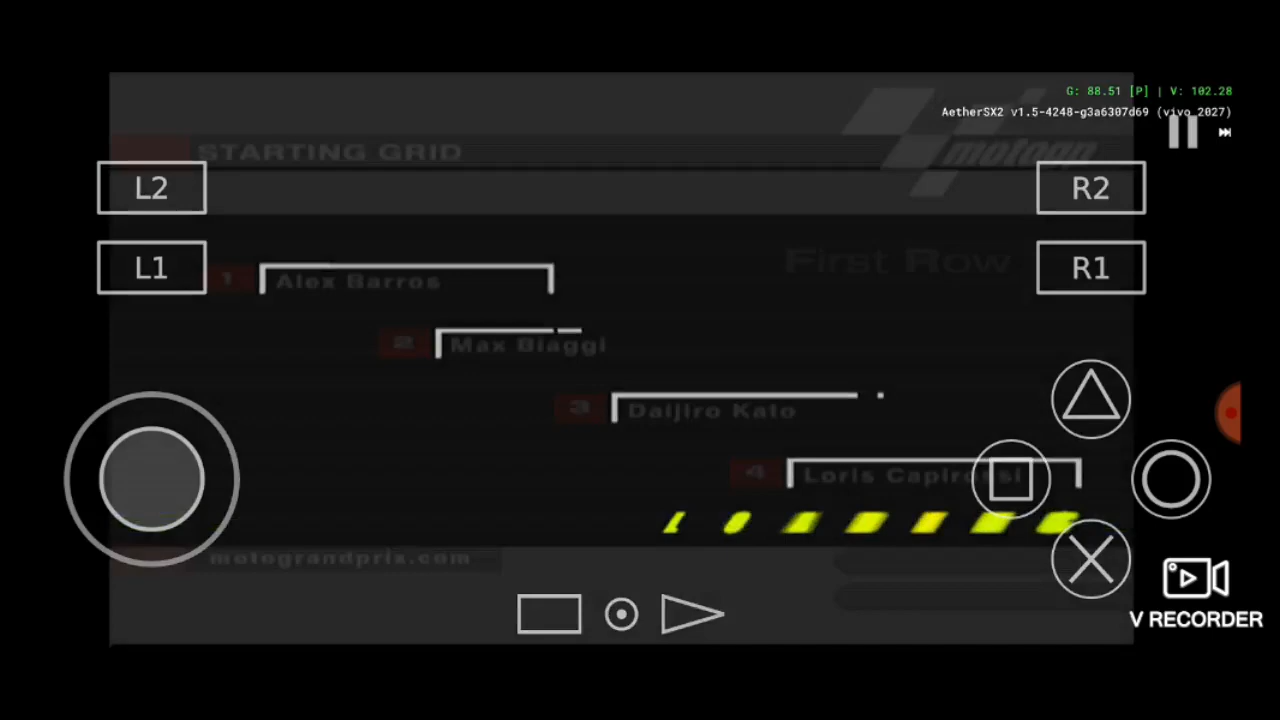 G: 88.51 [P] | V: 102.28
AetherSX2 v1.5-4248-g3a6307d69 (vivo 2027)
STARTING GRID
motogp
L2
R2
First Row
L1
R1
1 Alex Barros
2 Max Biaggi
3 Daijiro Kato
4 Loris Capirossi
motograndprix.com
V RECORDER